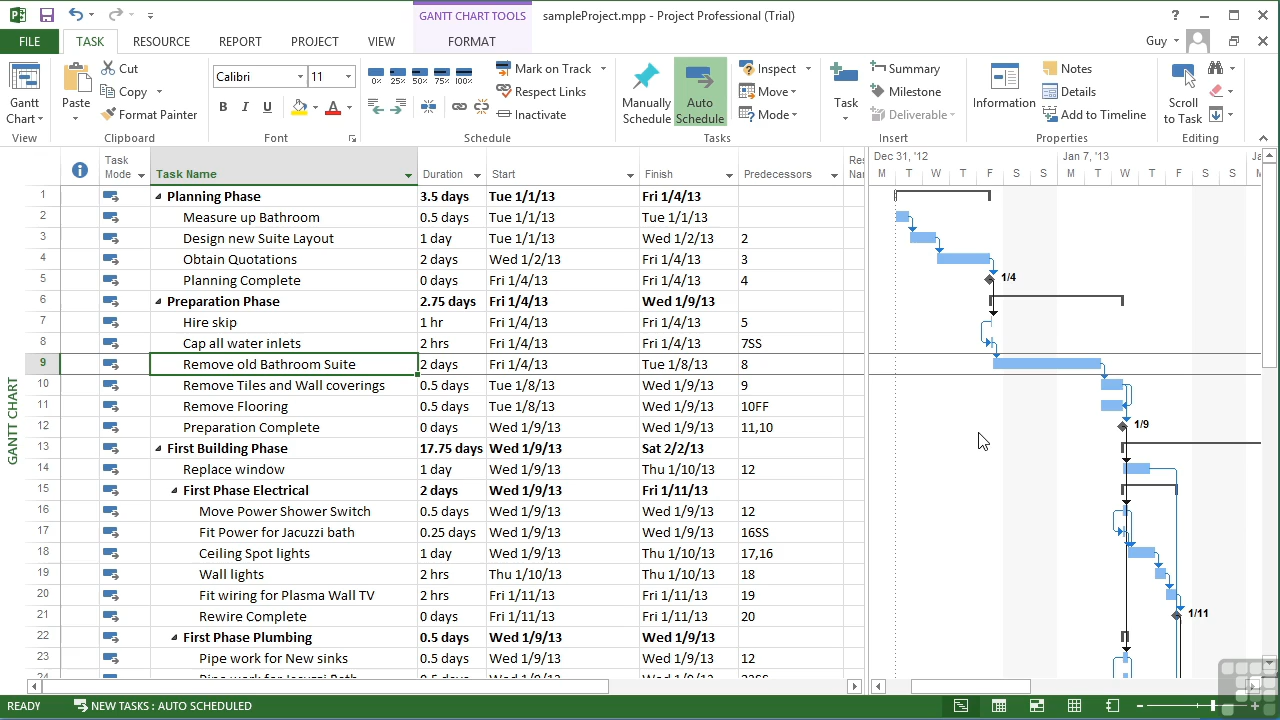 GANTT CHART TOOLS
sampleProject.mpp - Project Professional (Trial)
?
FILE
TASK
RESOURCE
REPORT
PROJECT
VIEW
FORMAT
Guy
Gantt
Chart
View
Paste
Cut
Copy
Format Painter
Clipboard
Calibri
11
B I U
A
Font
0% 25% 50% 75% 100%
Mark on Track
Respect Links
Inactivate
Schedule
Manually
Schedule
Auto
Schedule
Inspect
Move
Mode
Tasks
Task
Summary
Milestone
Deliverable
Insert
Information
Notes
Details
Add to Timeline
Properties
Scroll
to Task
Editing
Task
Mode
Task Name
Duration
Start
Finish
Predecessors
Dec 31, '12
Jan 7, '13
M T W T F S S M T W T F S S
1 Planning Phase 3.5 days Tue 1/1/13 Fri 1/4/13
2 Measure up Bathroom 0.5 days Tue 1/1/13 Tue 1/1/13
3 Design new Suite Layout 1 day Tue 1/1/13 Wed 1/2/13 2
4 Obtain Quotations 2 days Wed 1/2/13 Fri 1/4/13 3
5 Planning Complete 0 days Fri 1/4/13 Fri 1/4/13 4 1/4
6 Preparation Phase 2.75 days Fri 1/4/13 Wed 1/9/13
7 Hire skip 1 hr Fri 1/4/13 Fri 1/4/13 5
8 Cap all water inlets 2 hrs Fri 1/4/13 Fri 1/4/13 7SS
9 Remove old Bathroom Suite 2 days Fri 1/4/13 Tue 1/8/13 8
10 Remove Tiles and Wall coverings 0.5 days Tue 1/8/13 Wed 1/9/13 9
11 Remove Flooring 0.5 days Tue 1/8/13 Wed 1/9/13 10FF
12 Preparation Complete 0 days Wed 1/9/13 Wed 1/9/13 11,10 1/9
13 First Building Phase 17.75 days Wed 1/9/13 Sat 2/2/13
14 Replace window 1 day Wed 1/9/13 Thu 1/10/13 12
15 First Phase Electrical 2 days Wed 1/9/13 Fri 1/11/13
16 Move Power Shower Switch 0.5 days Wed 1/9/13 Wed 1/9/13 12
17 Fit Power for Jacuzzi bath 0.25 days Wed 1/9/13 Wed 1/9/13 16SS
18 Ceiling Spot lights 1 day Wed 1/9/13 Thu 1/10/13 17,16
19 Wall lights 2 hrs Thu 1/10/13 Thu 1/10/13 18
20 Fit wiring for Plasma Wall TV 2 hrs Fri 1/11/13 Fri 1/11/13 19
21 Rewire Complete 0 days Fri 1/11/13 Fri 1/11/13 20 1/11
22 First Phase Plumbing 0.5 days Wed 1/9/13 Wed 1/9/13
23 Pipe work for New sinks 0.5 days Wed 1/9/13 Wed 1/9/13 12
GANTT CHART
READY
NEW TASKS : AUTO SCHEDULED